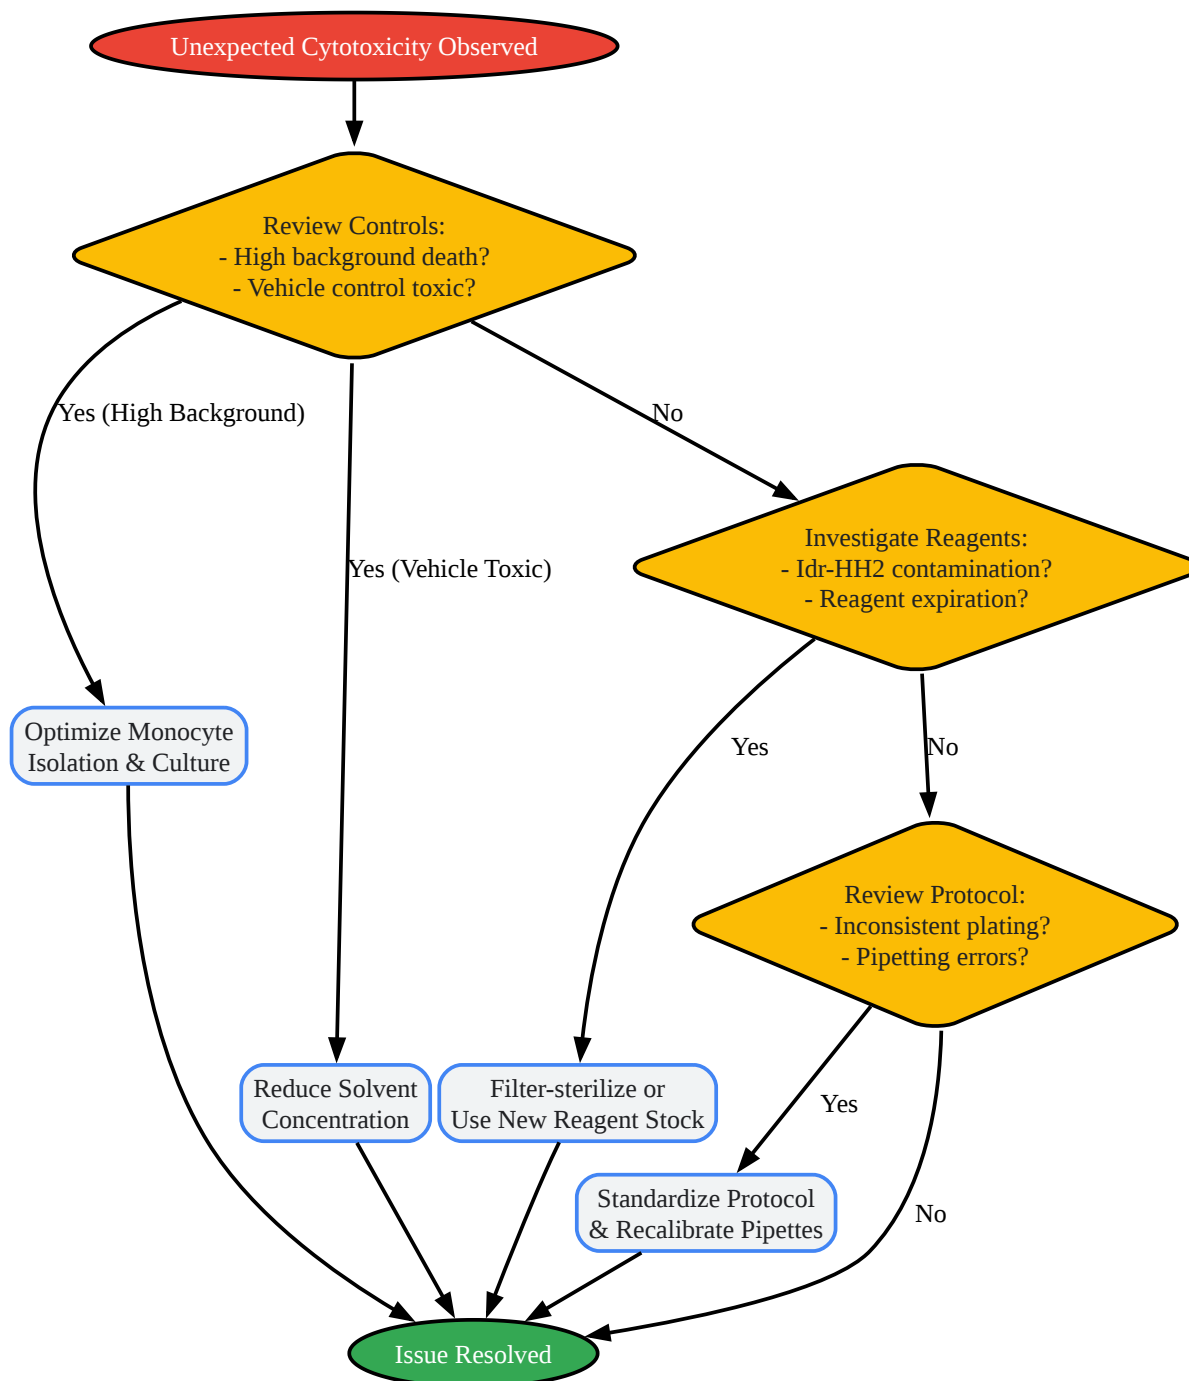 Unexpected Cytotoxicity Observed
Review Controls:
- High background death?
- Vehicle control toxic?
Yes (High Background)
No
Investigate Reagents:
- Idr-HH2 contamination?
- Reagent expiration?
Yes (Vehicle Toxic)
Optimize Monocyte
Isolation & Culture
Yes
No
Review Protocol:
- Inconsistent plating?
- Pipetting errors?
Reduce Solvent
Concentration
Filter-sterilize or
Use New Reagent Stock
Yes
Standardize Protocol
& Recalibrate Pipettes
No
Issue Resolved